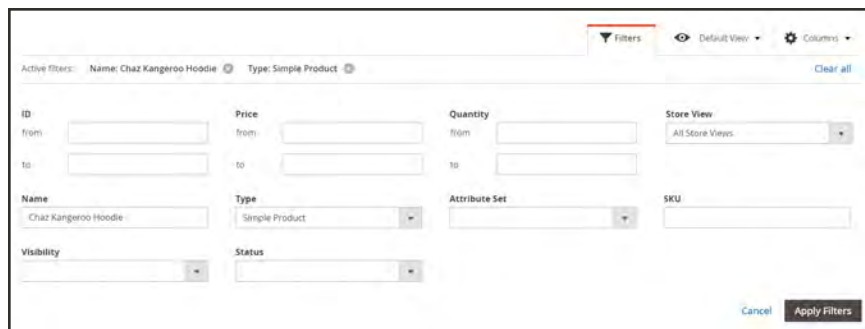 Filters Default View Columns
Active filters: Name: Chaz Kangeroo Hoodie Type: Simple Product Clear all
ID Price Quantity Store View
from from from All Store Views
to to to
Name Type Attribute Set SKU
Chaz Kangeroo Hoodie Simple Product
Visibility Status
Cancel Apply Filters